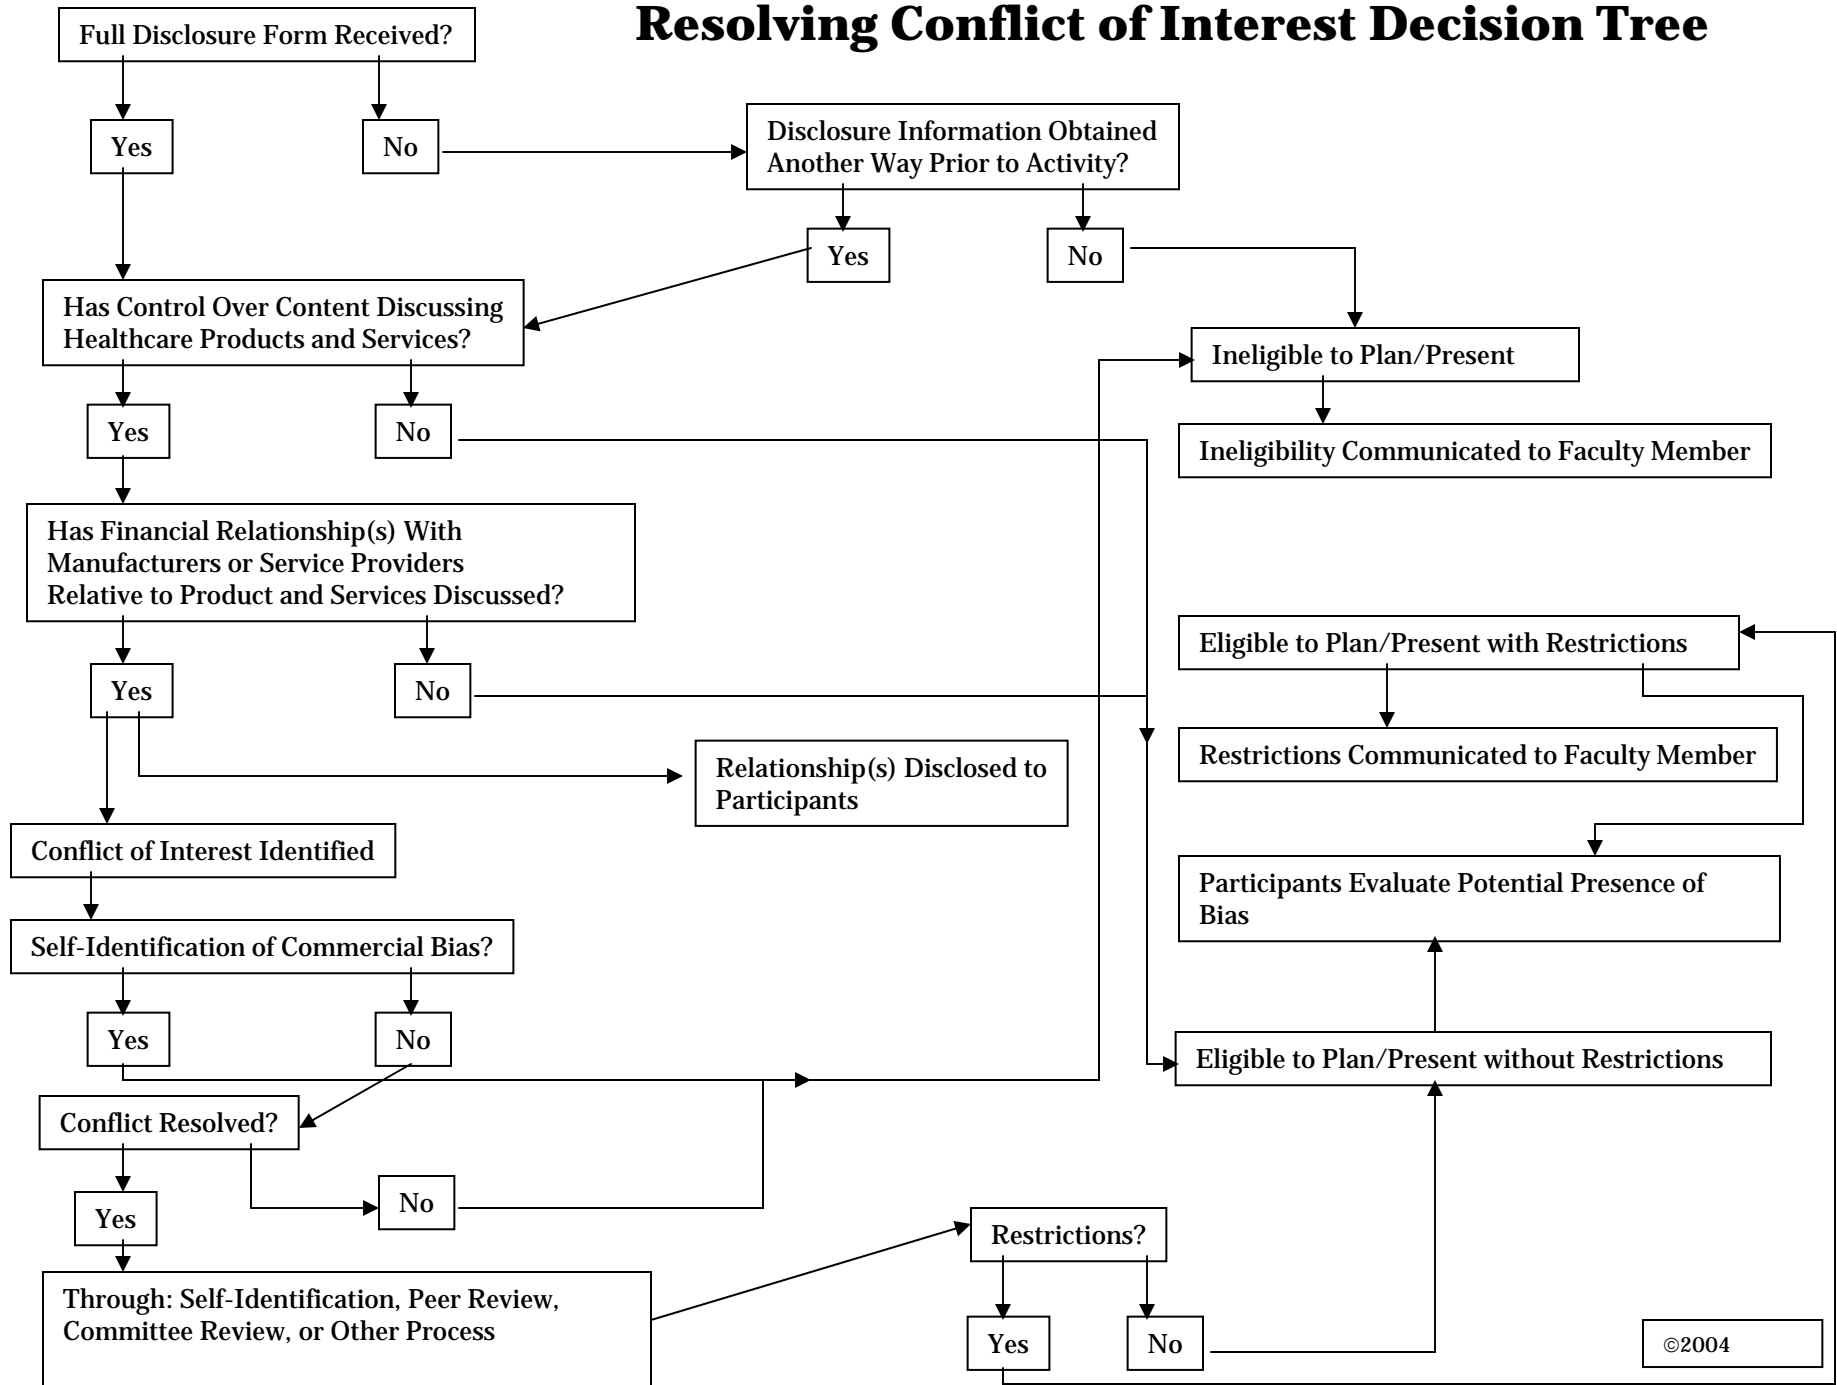 Resolving Conflict of Interest Decision Tree
Full Disclosure Form Received?
Yes
No
Disclosure Information Obtained
Another Way Prior to Activity?
Yes
No
Has Control Over Content Discussing
Healthcare Products and Services?
Ineligible to Plan/Present
Yes
No
Ineligibility Communicated to Faculty Member
Has Financial Relationship(s) With
Manufacturers or Service Providers
Relative to Product and Services Discussed?
Eligible to Plan/Present with Restrictions
Yes
No
Restrictions Communicated to Faculty Member
Relationship(s) Disclosed to
Participants
Conflict of Interest Identified
Participants Evaluate Potential Presence of
Bias
Self-Identification of Commercial Bias?
Yes
No
Eligible to Plan/Present without Restrictions
Conflict Resolved?
No
Yes
Restrictions?
Through: Self-Identification, Peer Review,
Committee Review, or Other Process
Yes
No
©2004